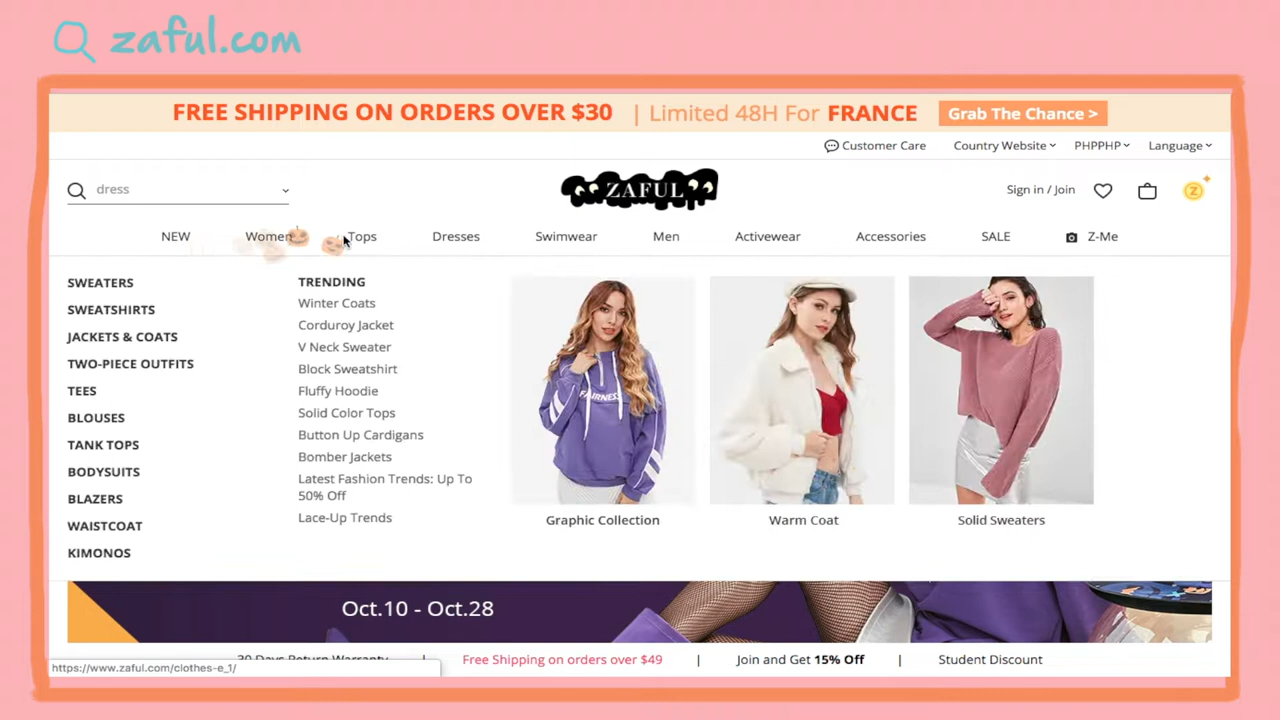 zaful.com
FREE SHIPPING ON ORDERS OVER $30 | Limited 48H For FRANCE Grab The Chance >
Customer Care Country Website PHPPHP Language
dress
ZAFUL
Sign in / Join
Z
NEW Women Tops Dresses Swimwear Men Activewear Accessories SALE Z-Me
SWEATERS
SWEATSHIRTS
JACKETS & COATS
TWO-PIECE OUTFITS
TEES
BLOUSES
TANK TOPS
BODYSUITS
BLAZERS
WAISTCOAT
KIMONOS
TRENDING
Winter Coats
Corduroy Jacket
V Neck Sweater
Block Sweatshirt
Fluffy Hoodie
Solid Color Tops
Button Up Cardigans
Bomber Jackets
Latest Fashion Trends: Up To
50% Off
Lace-Up Trends
FAIRNESS
Graphic Collection
Warm Coat
Solid Sweaters
Oct.10 - Oct.28
30 Days Return Warranty | Free Shipping on orders over $49 | Join and Get 15% Off | Student Discount
https://www.zaful.com/clothes-e_1/